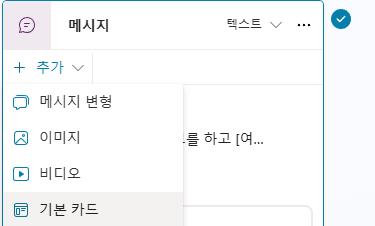 메시지
텍스트
추가
메시지 변형
이미지
를 하고 [여...
비디오
기본 카드